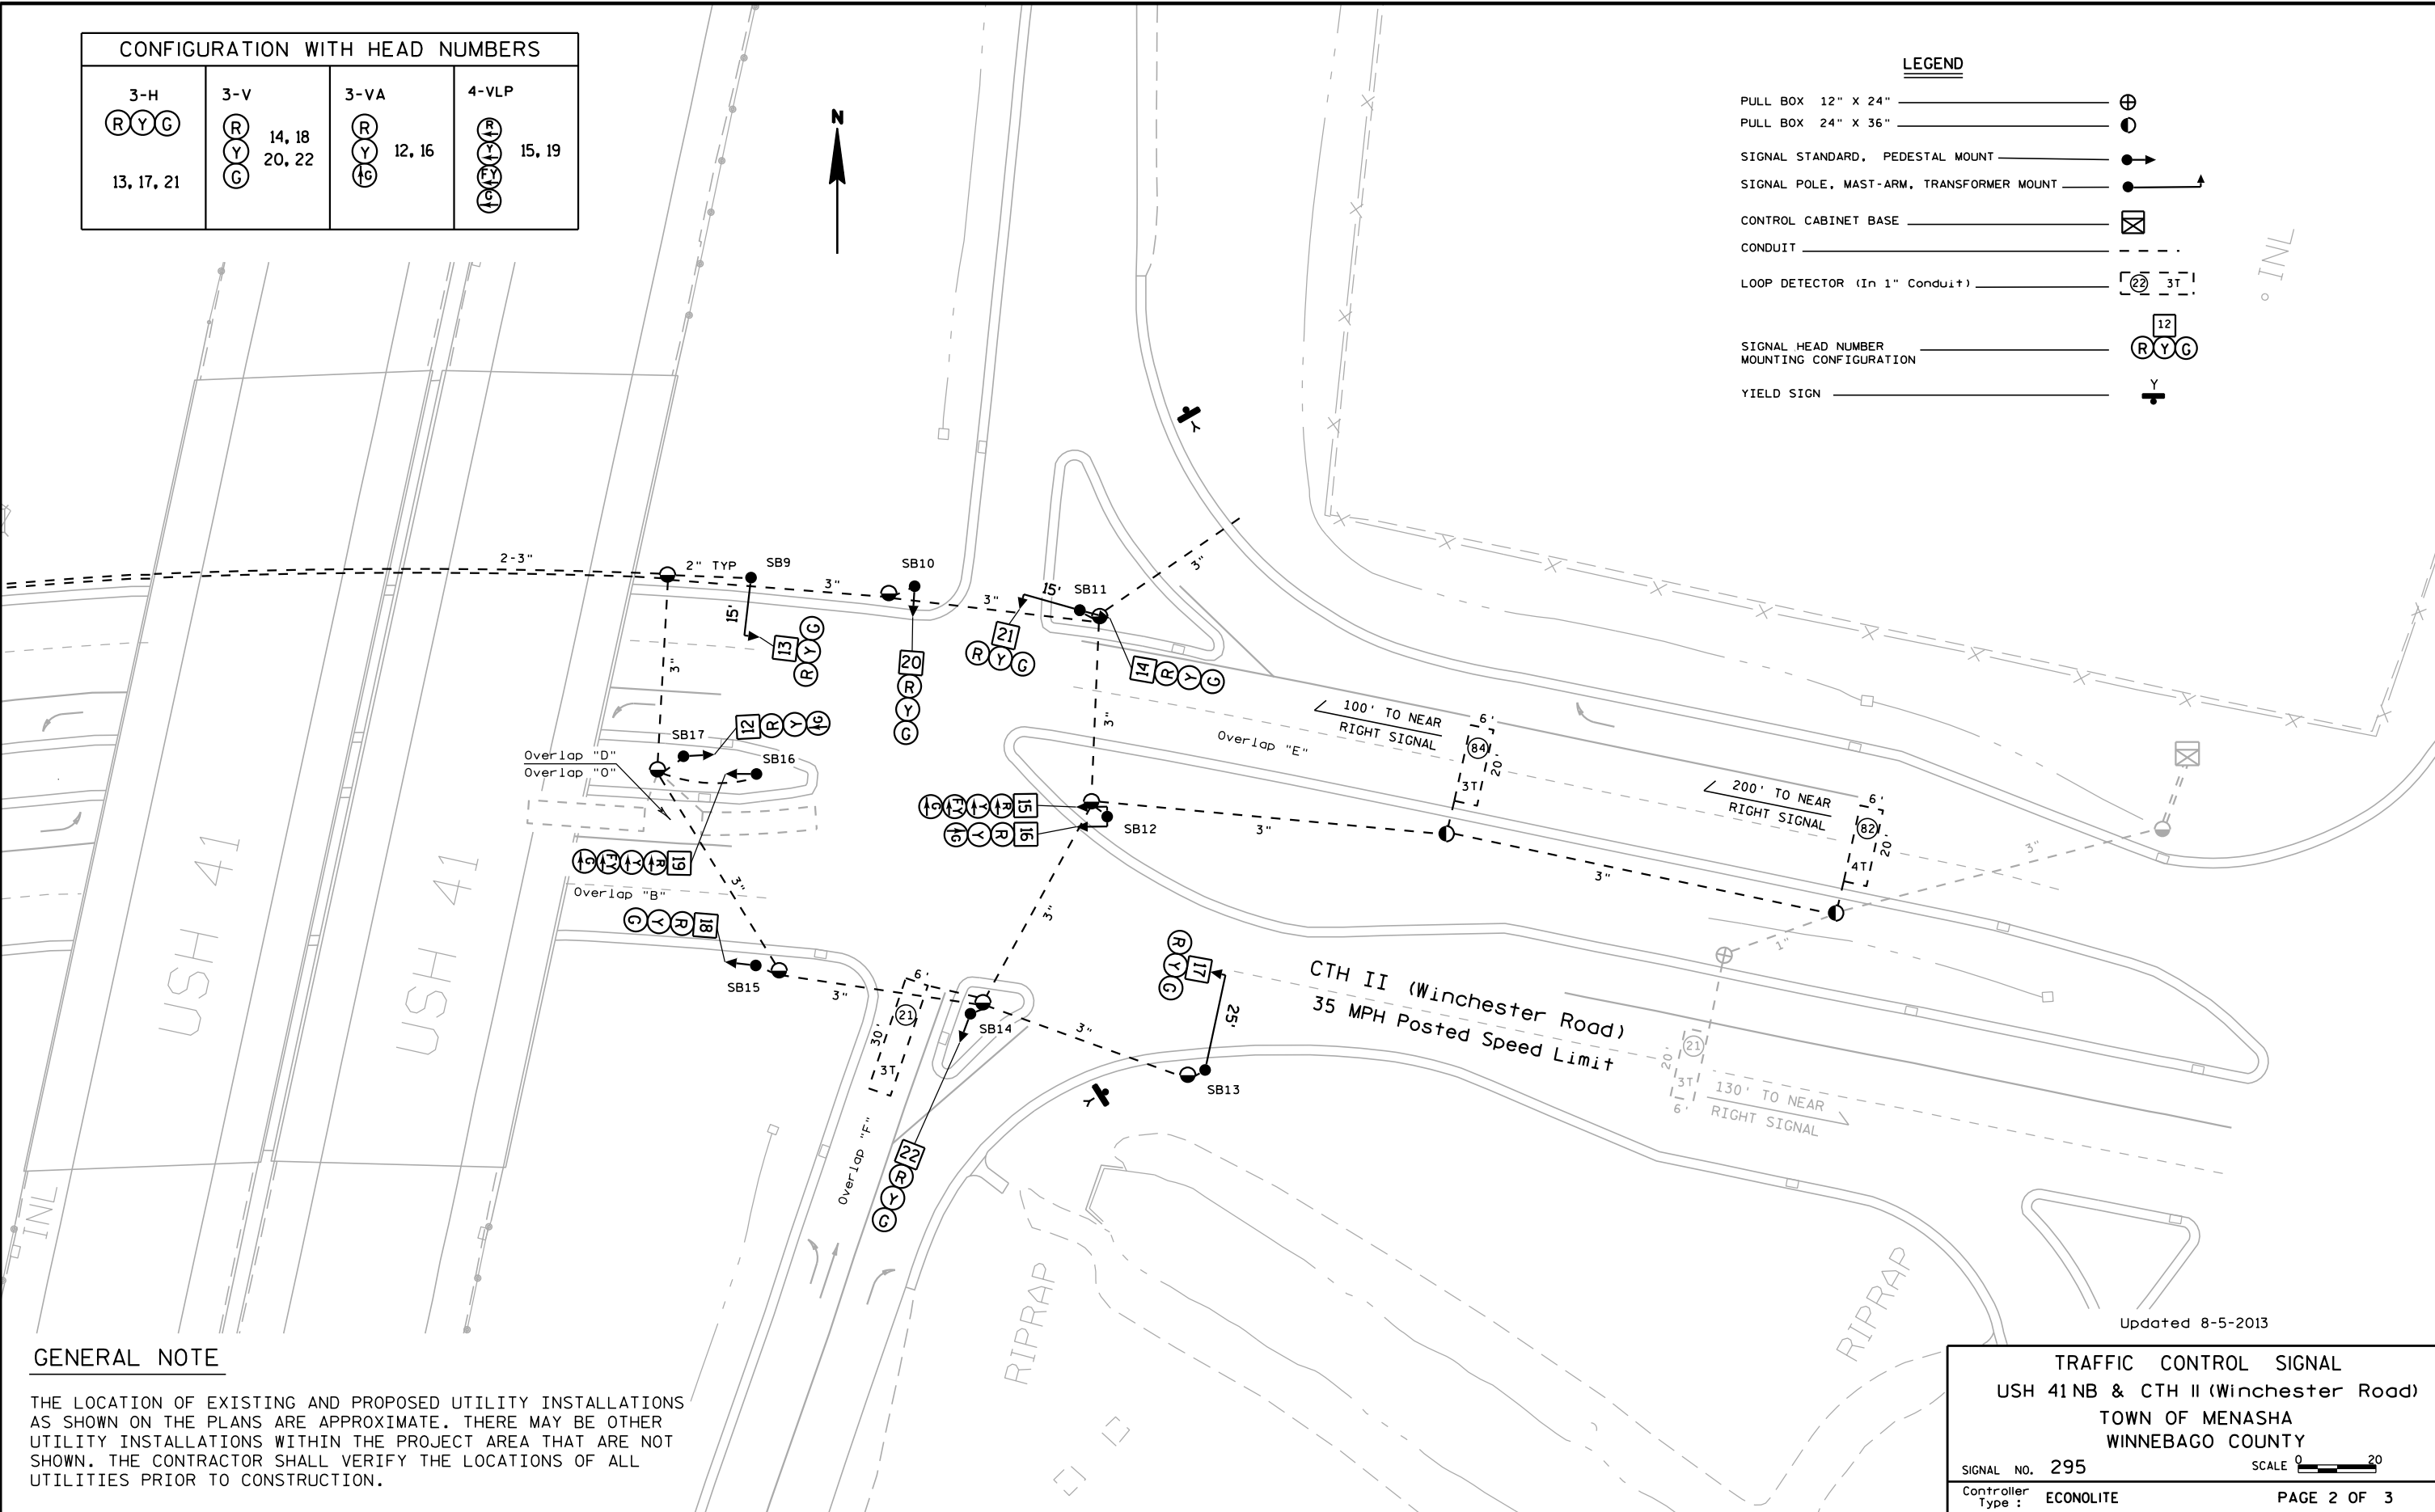 CONFIGURATION WITH HEAD NUMBERS
3-H
R Y G
13, 17, 21
3-V
R
Y
G
14, 18
20, 22
3-VA
R
Y
G
12, 16
4-VLP
R
Y
FY
G
15, 19
N
LEGEND
PULL BOX 12" X 24"
PULL BOX 24" X 36"
SIGNAL STANDARD, PEDESTAL MOUNT
SIGNAL POLE, MAST-ARM, TRANSFORMER MOUNT
CONTROL CABINET BASE
CONDUIT
LOOP DETECTOR (In 1" Conduit)
22 3T
12
SIGNAL HEAD NUMBER
MOUNTING CONFIGURATION
R Y G
YIELD SIGN
Y
INL
Y
2-3"
2" TYP
SB9
3"
SB10
3"
15'
SB11
3"
15'
13 R Y G
20
R
Y
G
21
R Y G
14 R Y G
3"
3"
12 R Y G
SB17
SB16
Overlap "D"
Overlap "O"
100' TO NEAR
RIGHT SIGNAL
Overlap "E"
6'
84
20'
3T
200' TO NEAR
RIGHT SIGNAL
6'
82
20'
4T
15 R Y FY G
16 R Y G
SB12
3"
3"
3"
1"
19 R Y FY G
3"
Overlap "B"
18 R Y G
SB15
3"
3"
6'
21
30'
3T
SB14
3"
17
R
Y
G
25'
SB13
Y
CTH II (Winchester Road)
35 MPH Posted Speed Limit
21
20'
3T
6'
130' TO NEAR
RIGHT SIGNAL
Overlap "F"
22
R
Y
G
USH 41
USH 41
INL
RIPRAP
RIPRAP
GENERAL NOTE
THE LOCATION OF EXISTING AND PROPOSED UTILITY INSTALLATIONS
AS SHOWN ON THE PLANS ARE APPROXIMATE. THERE MAY BE OTHER
UTILITY INSTALLATIONS WITHIN THE PROJECT AREA THAT ARE NOT
SHOWN. THE CONTRACTOR SHALL VERIFY THE LOCATIONS OF ALL
UTILITIES PRIOR TO CONSTRUCTION.
Updated 8-5-2013
TRAFFIC CONTROL SIGNAL
USH 41 NB & CTH II (Winchester Road)
TOWN OF MENASHA
WINNEBAGO COUNTY
SIGNAL NO. 295
SCALE 0 20
Controller
Type : ECONOLITE
PAGE 2 OF 3